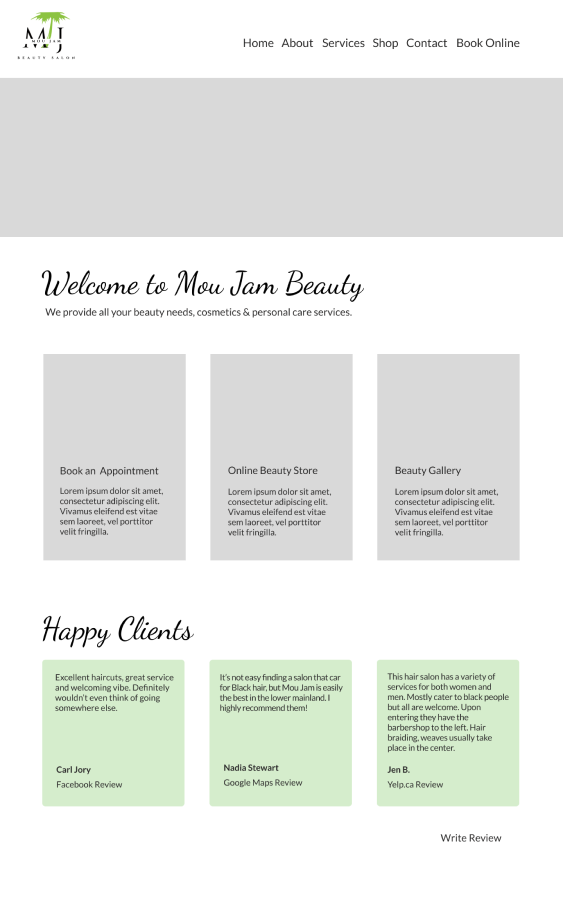 MJ
MOU JAM
BEAUTY SALON
Home About Services Shop Contact Book Online
Welcome to Mou Jam Beauty
We provide all your beauty needs, cosmetics & personal care services.
Book an  Appointment
Lorem ipsum dolor sit amet,
consectetur adipiscing elit.
Vivamus eleifend est vitae
sem laoreet, vel porttitor
velit fringilla.
Online Beauty Store
Lorem ipsum dolor sit amet,
consectetur adipiscing elit.
Vivamus eleifend est vitae
sem laoreet, vel porttitor
velit fringilla.
Beauty Gallery
Lorem ipsum dolor sit amet,
consectetur adipiscing elit.
Vivamus eleifend est vitae
sem laoreet, vel porttitor
velit fringilla.
Happy Clients
Excellent haircuts, great service
and welcoming vibe. Definitely
wouldn't even think of going
somewhere else.
Carl Jory
Facebook Review
It's not easy finding a salon that car
for Black hair, but Mou Jam is easily
the best in the lower mainland. I
highly recommend them!
Nadia Stewart
Google Maps Review
This hair salon has a variety of
services for both women and
men. Mostly cater to black people
but all are welcome. Upon
entering they have the
barbershop to the left. Hair
braiding, weaves usually take
place in the center.
Jen B.
Yelp.ca Review
Write Review